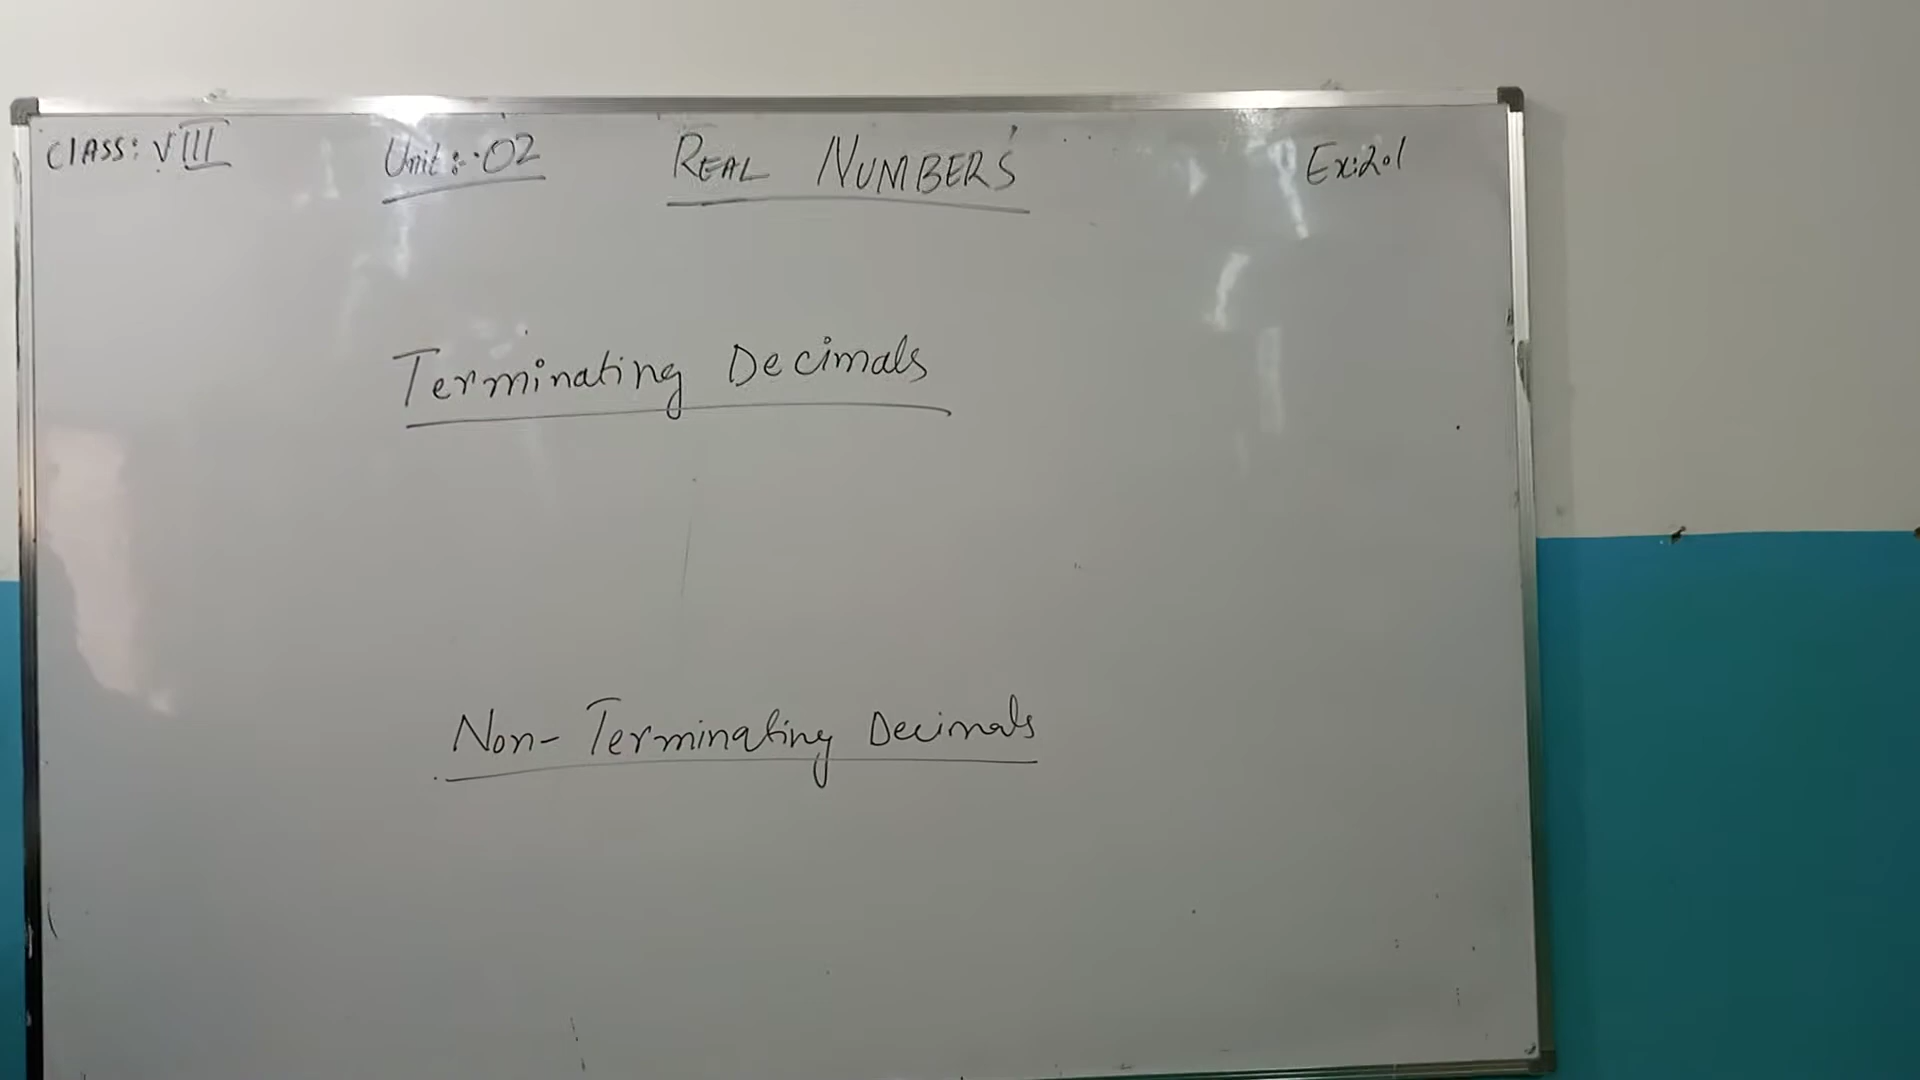 CLASS: VIII Unit: 02 REAL NUMBERS Ex:2.1
Terminating Decimals
Non-Terminating Decimals